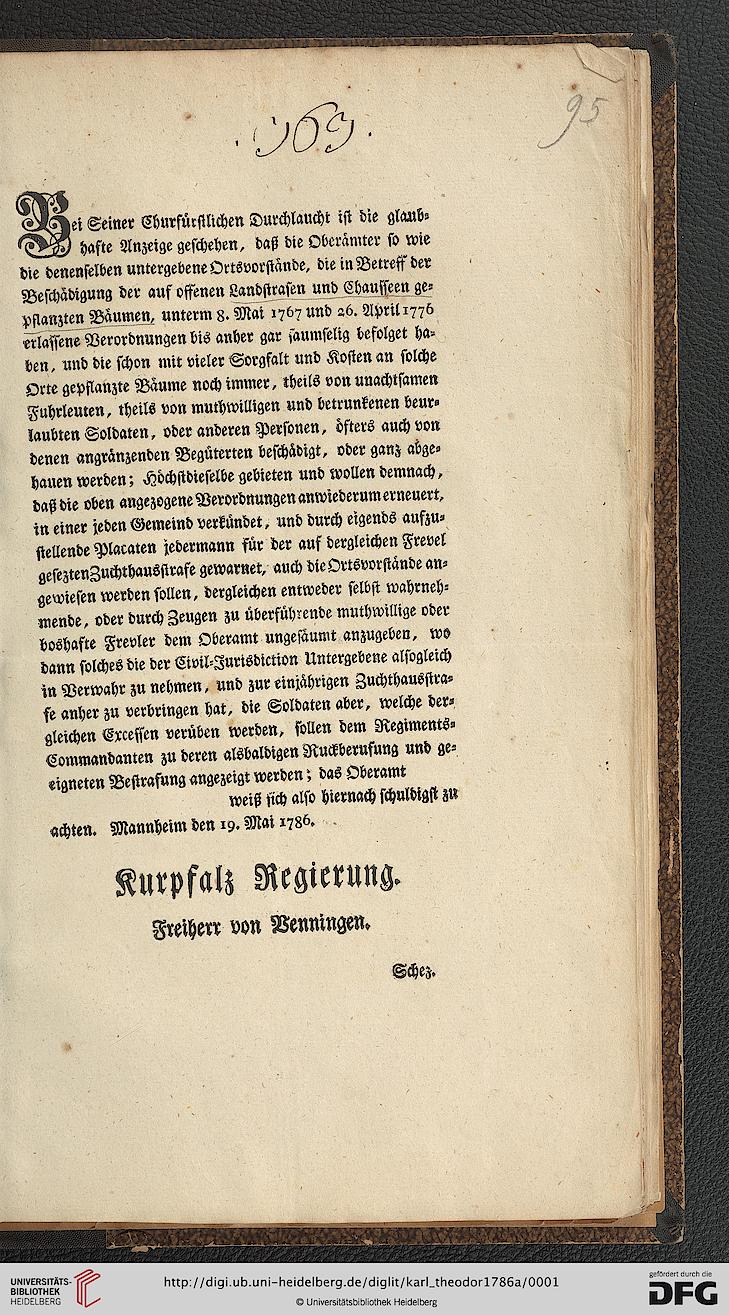 . 163 .
95
Bei Seiner Churfürstlichen Durchlaucht ist die glaub-
hafte Anzeige geschehen, daß die Oberämter so wie
die denenselben untergebene Ortsvorstände, die in Betreff der
Beschädigung der auf offenen Landstrasen und Chausseen ge-
pflanzten Bäumen, unterm 8. Mai 1767 und 26. April 1776
erlassene Verordnungen bis anher gar saumselig befolget ha-
ben, und die schon mit vieler Sorgfalt und Kosten an solche
Orte gepflanzte Bäume noch immer, theils von unachtsamen
Fuhrleuten, theils von muthwilligen und betrunkenen beur-
laubten Soldaten, oder anderen Personen, öfters auch von
denen angränzenden Begüterten beschädigt, oder ganz abge-
hauen werden; Höchstdieselbe gebieten und wollen demnach,
daß die oben angezogene Verordnungen anwiederum erneuert,
in einer jeden Gemeind verkündet, und durch eigends aufzu-
stellende Placaten jedermann für der auf dergleichen Frevel
gesezten Zuchthausstrafe gewarnet, auch die Ortsvorstände an-
gewiesen werden sollen, dergleichen entweder selbst wahrneh-
mende, oder durch Zeugen zu überführende muthwillige oder
boshafte Frevler dem Oberamt ungesäumt anzugeben, wo
dann solches die der Civil-Jurisdiction Untergebene alsogleich
in Verwahr zu nehmen, und zur einjährigen Zuchthausstra-
fe anher zu verbringen hat, die Soldaten aber, welche der-
gleichen Excessen verüben werden, sollen dem Regiments-
Commandanten zu deren alsbaldigen Ruckberufung und ge-
eigneten Bestrafung angezeigt werden; das Oberamt
weiß sich also hiernach schuldigst zu
achten. Mannheim den 19. Mai 1786.
Kurpfalz Regierung.
Freiherr von Venningen.
Schez.
UNIVERSITÄTS-
BIBLIOTHEK
HEIDELBERG
http://digi.ub.uni-heidelberg.de/diglit/karl_theodor1786a/0001
© Universitätsbibliothek Heidelberg
gefördert durch die
DFG